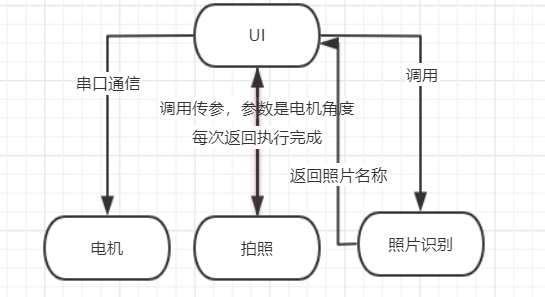 UI
串口通信
调用
调用传参，参数是电机角度
每次返回执行完成
返回照片名称
电机
拍照
照片识别